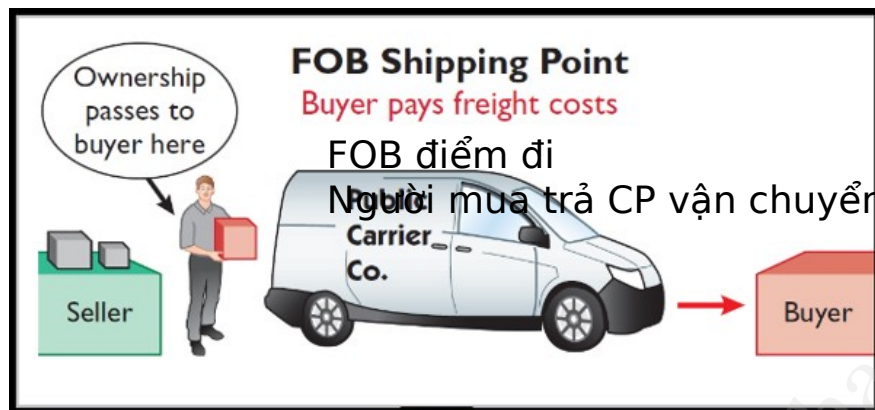 FOB Shipping Point
Buyer pays freight costs
Ownership
passes to
buyer here
FOB điểm đi
Người mua trả CP vận chuyển
Public
Carrier
Co.
Seller
Buyer